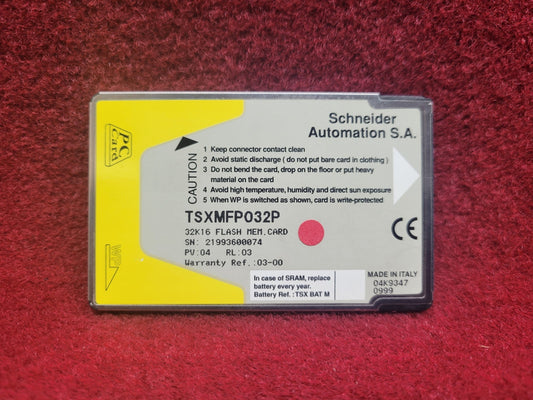 Schneider
Automation S.A.
PC
Card
CAUTION
1 Keep connector contact clean
2 Avoid static discharge ( do not put bare card in clothing )
3 Do not bend the card, drop on the floor or put heavy
material on the card
4 Avoid high temperature, humidity and direct sun exposure
5 When WP is switched as shown, card is write-protected
TSXMFP032P
32K16 FLASH MEM.CARD
SN: 21993600074
PV:04 RL:03
Warranty Ref.:03-00
WP
CE
In case of SRAM, replace
battery every year.
Battery Ref. : TSX BAT M
MADE IN ITALY
04K9347
0999